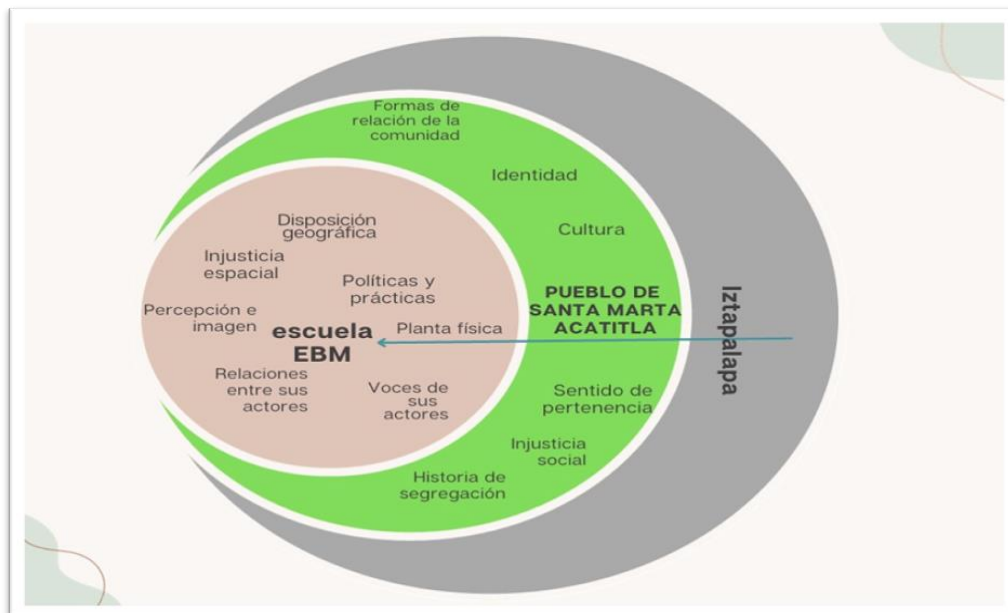 Formas de
relación de la
comunidad
Identidad
Cultura
Disposición
geográfica
Injusticia
espacial
Políticas y
prácticas
Percepción e
imagen
escuela
EBM
Planta física
PUEBLO DE
SANTA MARTA
ACATITLA
Iztapalapa
Relaciones
entre sus
actores
Voces de
sus
actores
Sentido de
pertenencia
Injusticia
social
Historia de
segregación